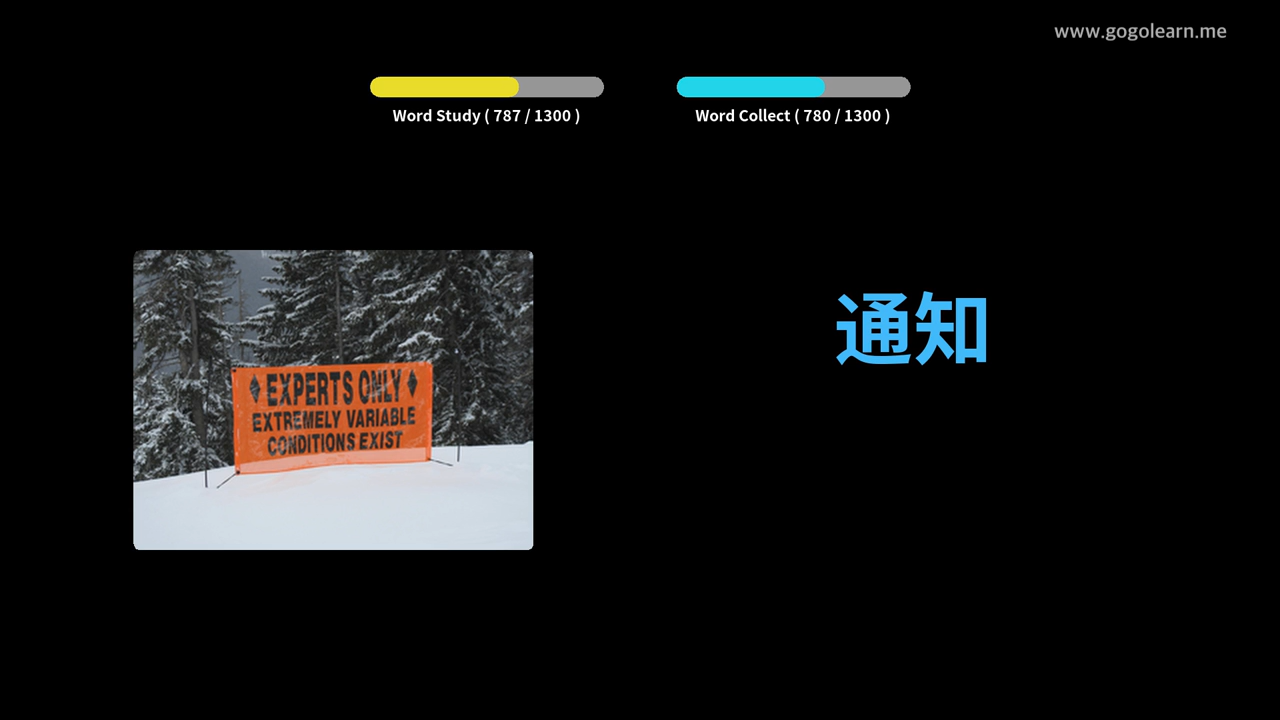 www.gogolearn.me
Word Study ( 787 / 1300 )
Word Collect ( 780 / 1300 )
通知
EXPERTS ONLY
EXTREMELY VARIABLE
CONDITIONS EXIST